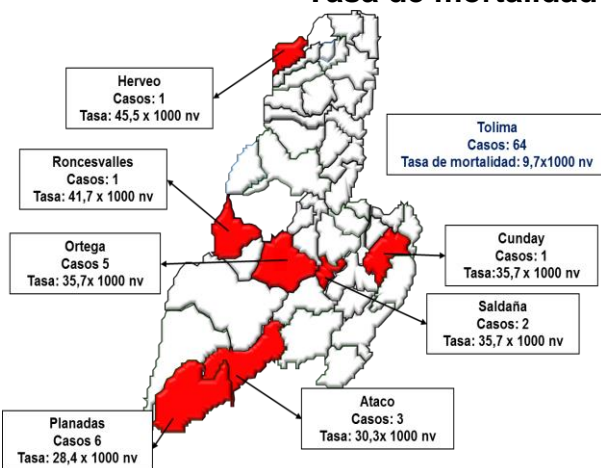 Tasa de mortalidad
Herveo
Casos: 1
Tasa: 45,5 x 1000 nv
Tolima
Casos: 64
Tasa de mortalidad: 9,7x1000 nv
Roncesvalles
Casos: 1
Tasa: 41,7 x 1000 nv
Ortega
Casos 5
Tasa: 35,7x 1000 nv
Cunday
Casos: 1
Tasa:35,7 x 1000 nv
Saldaña
Casos: 2
Tasa: 35,7 x 1000 nv
Ataco
Casos: 3
Tasa: 30,3x 1000 nv
Planadas
Casos 6
Tasa: 28,4 x 1000 nv